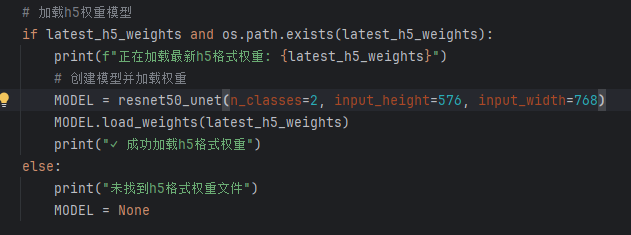 # 加载h5权重模型
if latest_h5_weights and os.path.exists(latest_h5_weights):
    print(f"正在加载最新h5格式权重: {latest_h5_weights}")
    # 创建模型并加载权重
    MODEL = resnet50_unet(n_classes=2, input_height=576, input_width=768)
    MODEL.load_weights(latest_h5_weights)
    print("✓ 成功加载h5格式权重")
else:
    print("未找到h5格式权重文件")
    MODEL = None